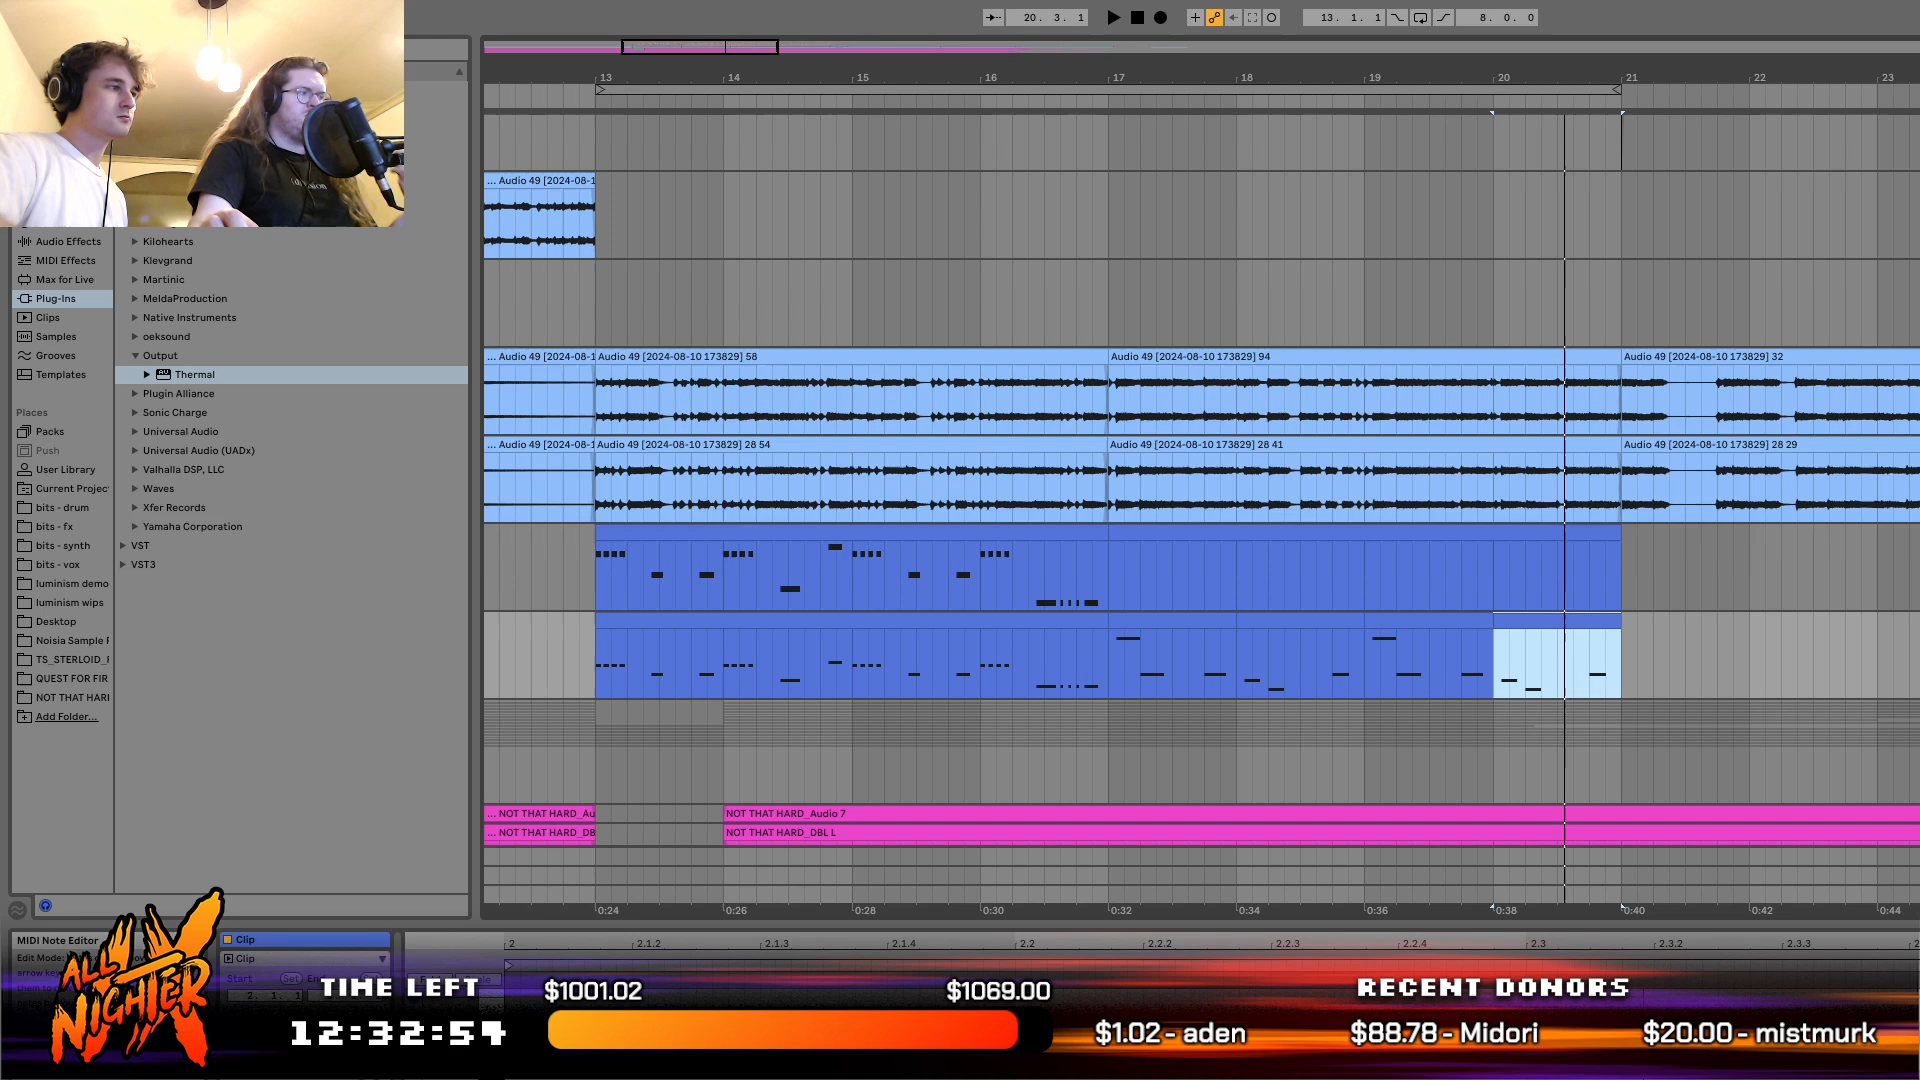 20. 3. 1
13. 1. 1
8. 0. 0
13 14 15 16 17 18 19 20 21 22 23
... Audio 49 [2024-08-1
Audio Effects
MIDI Effects
Max for Live
Plug-Ins
Clips
Samples
Grooves
Templates
Places
Packs
Push
User Library
Current Projec
bits - drum
bits - fx
bits - synth
bits - vox
luminism demo
luminism wips
Desktop
Noisia Sample
TS_STERLOID_
QUEST FOR FIR
NOT THAT HARI
Add Folder...
Kilohearts
Klevgrand
Martinic
MeldaProduction
Native Instruments
oeksound
Output
Thermal
Plugin Alliance
Sonic Charge
Universal Audio
Universal Audio (UADx)
Valhalla DSP, LLC
Waves
Xfer Records
Yamaha Corporation
VST
VST3
... Audio 49 [2024-08-1 Audio 49 [2024-08-10 173829] 58 Audio 49 [2024-08-10 173829] 94 Audio 49 [2024-08-10 173829] 32
... Audio 49 [2024-08-1 Audio 49 [2024-08-10 173829] 28 54 Audio 49 [2024-08-10 173829] 28 41 Audio 49 [2024-08-10 173829] 28 29
... NOT THAT HARD_Au NOT THAT HARD_Audio 7
... NOT THAT HARD_DB NOT THAT HARD_DBL L
0:24 0:26 0:28 0:30 0:32 0:34 0:36 0:38 0:40 0:42 0:44
MIDI Note Editor
Edit Mode:
arrow key
Clip
Clip
Start Set End
2. 1. 1
2 2.1.2 2.1.3 2.1.4 2.2 2.2.2 2.2.3 2.2.4 2.3 2.3.2 2.3.3
ALL
NIGHTER
TIME LEFT
12:32:54
$1001.02 $1069.00
RECENT DONORS
$1.02 - aden $88.78 - Midori $20.00 - mistmurk